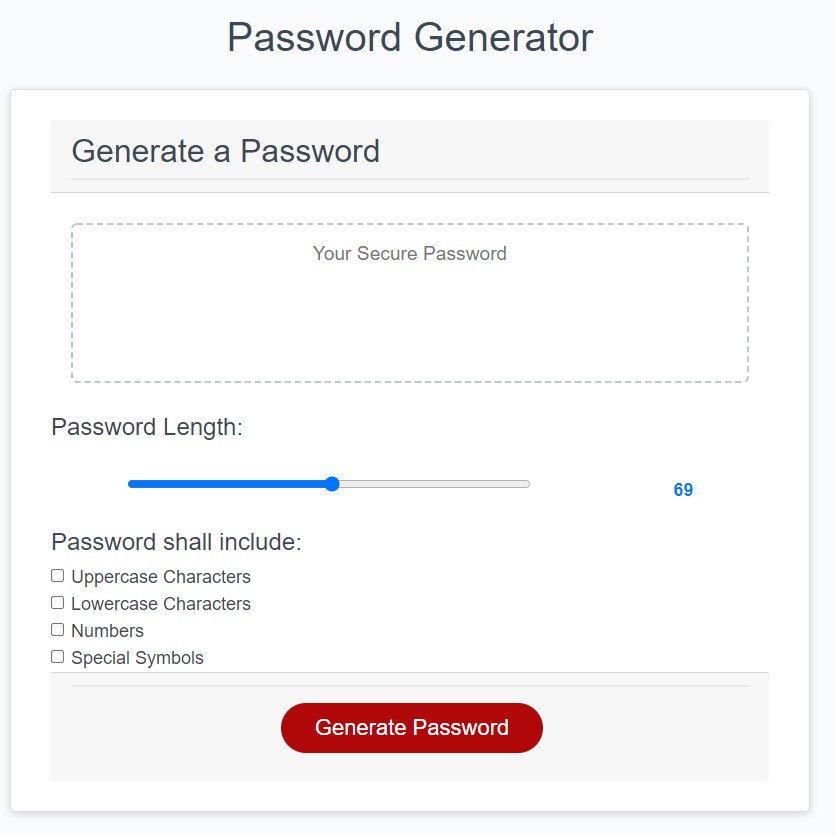 Password Generator
Generate a Password
Your Secure Password
Password Length:
69
Password shall include:
Uppercase Characters
Lowercase Characters
Numbers
Special Symbols
Generate Password